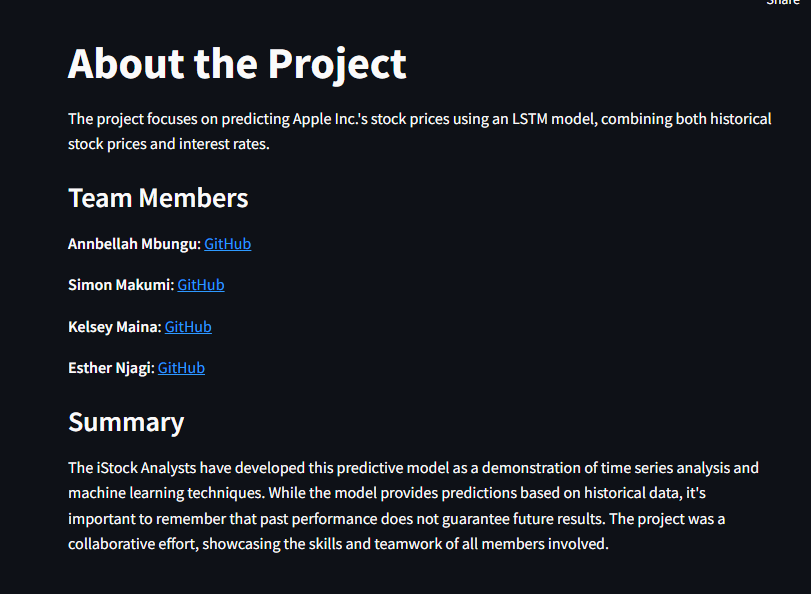 Share
About the Project
The project focuses on predicting Apple Inc.'s stock prices using an LSTM model, combining both historical
stock prices and interest rates.
Team Members
Annbellah Mbungu: GitHub
Simon Makumi: GitHub
Kelsey Maina: GitHub
Esther Njagi: GitHub
Summary
The iStock Analysts have developed this predictive model as a demonstration of time series analysis and
machine learning techniques. While the model provides predictions based on historical data, it's
important to remember that past performance does not guarantee future results. The project was a
collaborative effort, showcasing the skills and teamwork of all members involved.